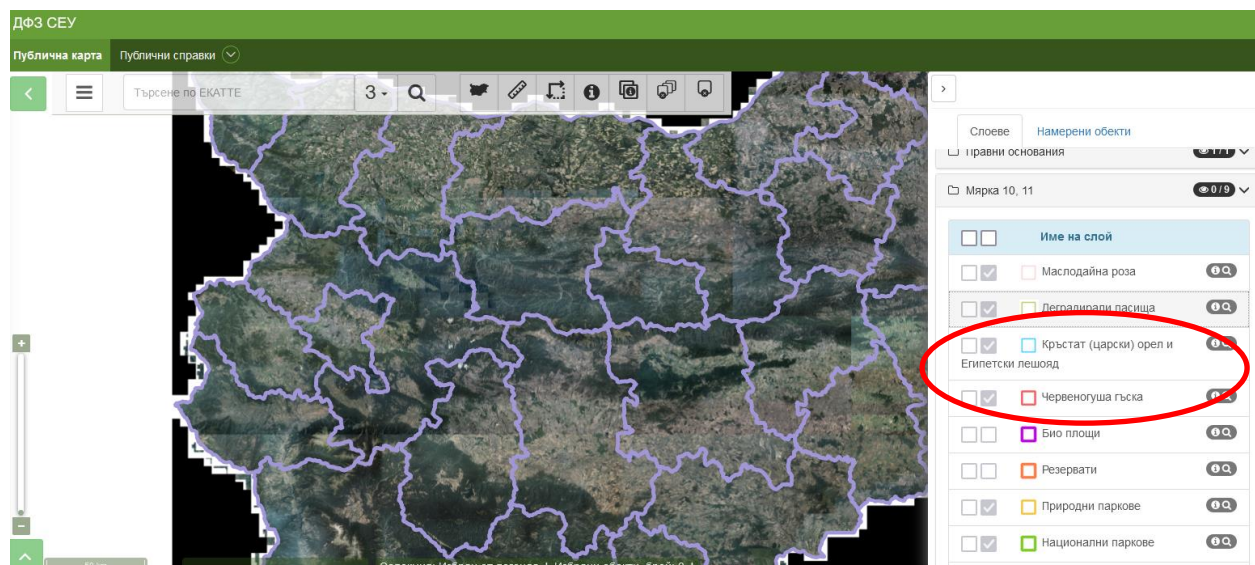 ДФЗ СЕУ
Публична карта Публични справки
Търсене по ЕКАТТЕ 3
Слоеве Намерени обекти
Правни основания 1/1
Мярка 10, 11 0/9
Име на слой
Маслодайна роза
Деградирали пасища
Кръстат (царски) орел и
Египетски лешояд
Червеногуша гъска
Био площи
Резервати
Природни паркове
Национални паркове